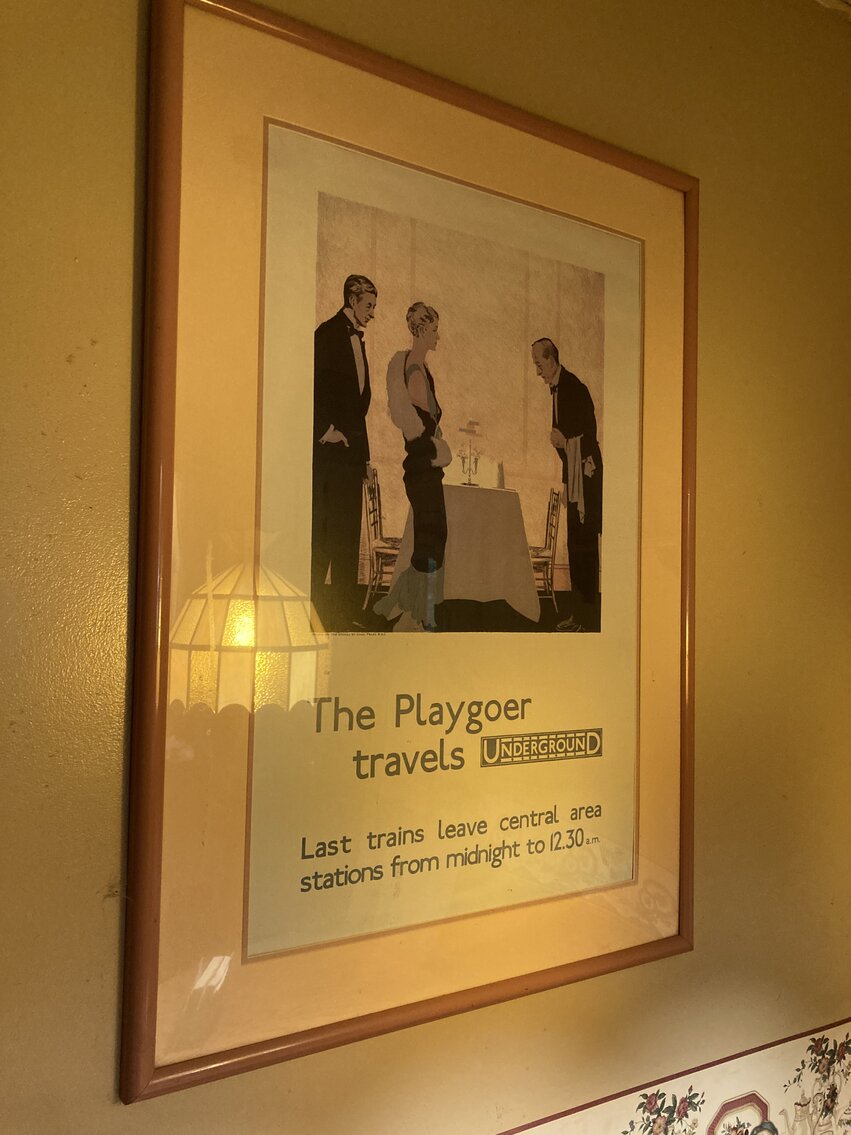 The Playgoer
travels UNDERGROUND
Last trains leave central area
stations from midnight to 12.30 a.m.